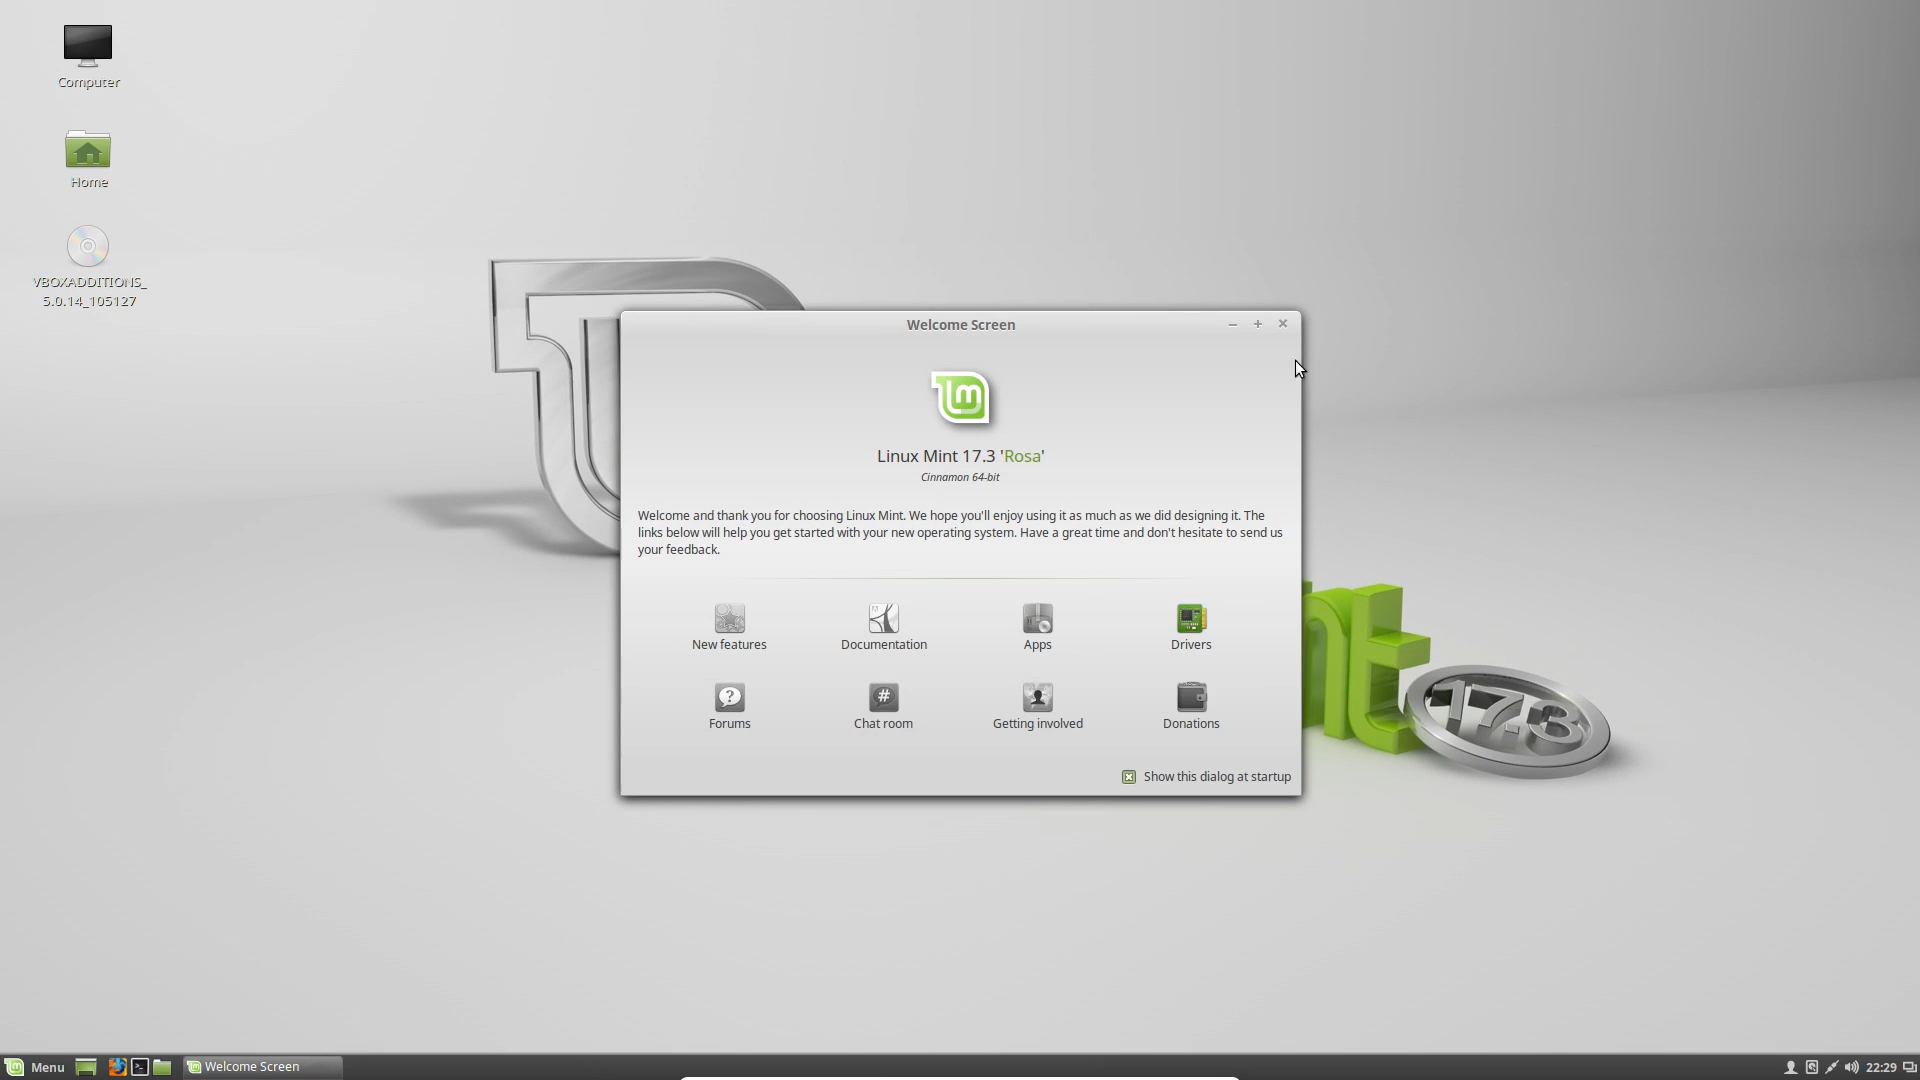 Computer
Home
VBOXADDITIONS_
5.0.14_105127
Welcome Screen
Linux Mint 17.3 'Rosa'
Cinnamon 64-bit
Welcome and thank you for choosing Linux Mint. We hope you'll enjoy using it as much as we did designing it. The
links below will help you get started with your new operating system. Have a great time and don't hesitate to send us
your feedback.
New features
Documentation
Apps
Drivers
Forums
Chat room
Getting involved
Donations
Show this dialog at startup
nt
17.3
Menu
Welcome Screen
22:29